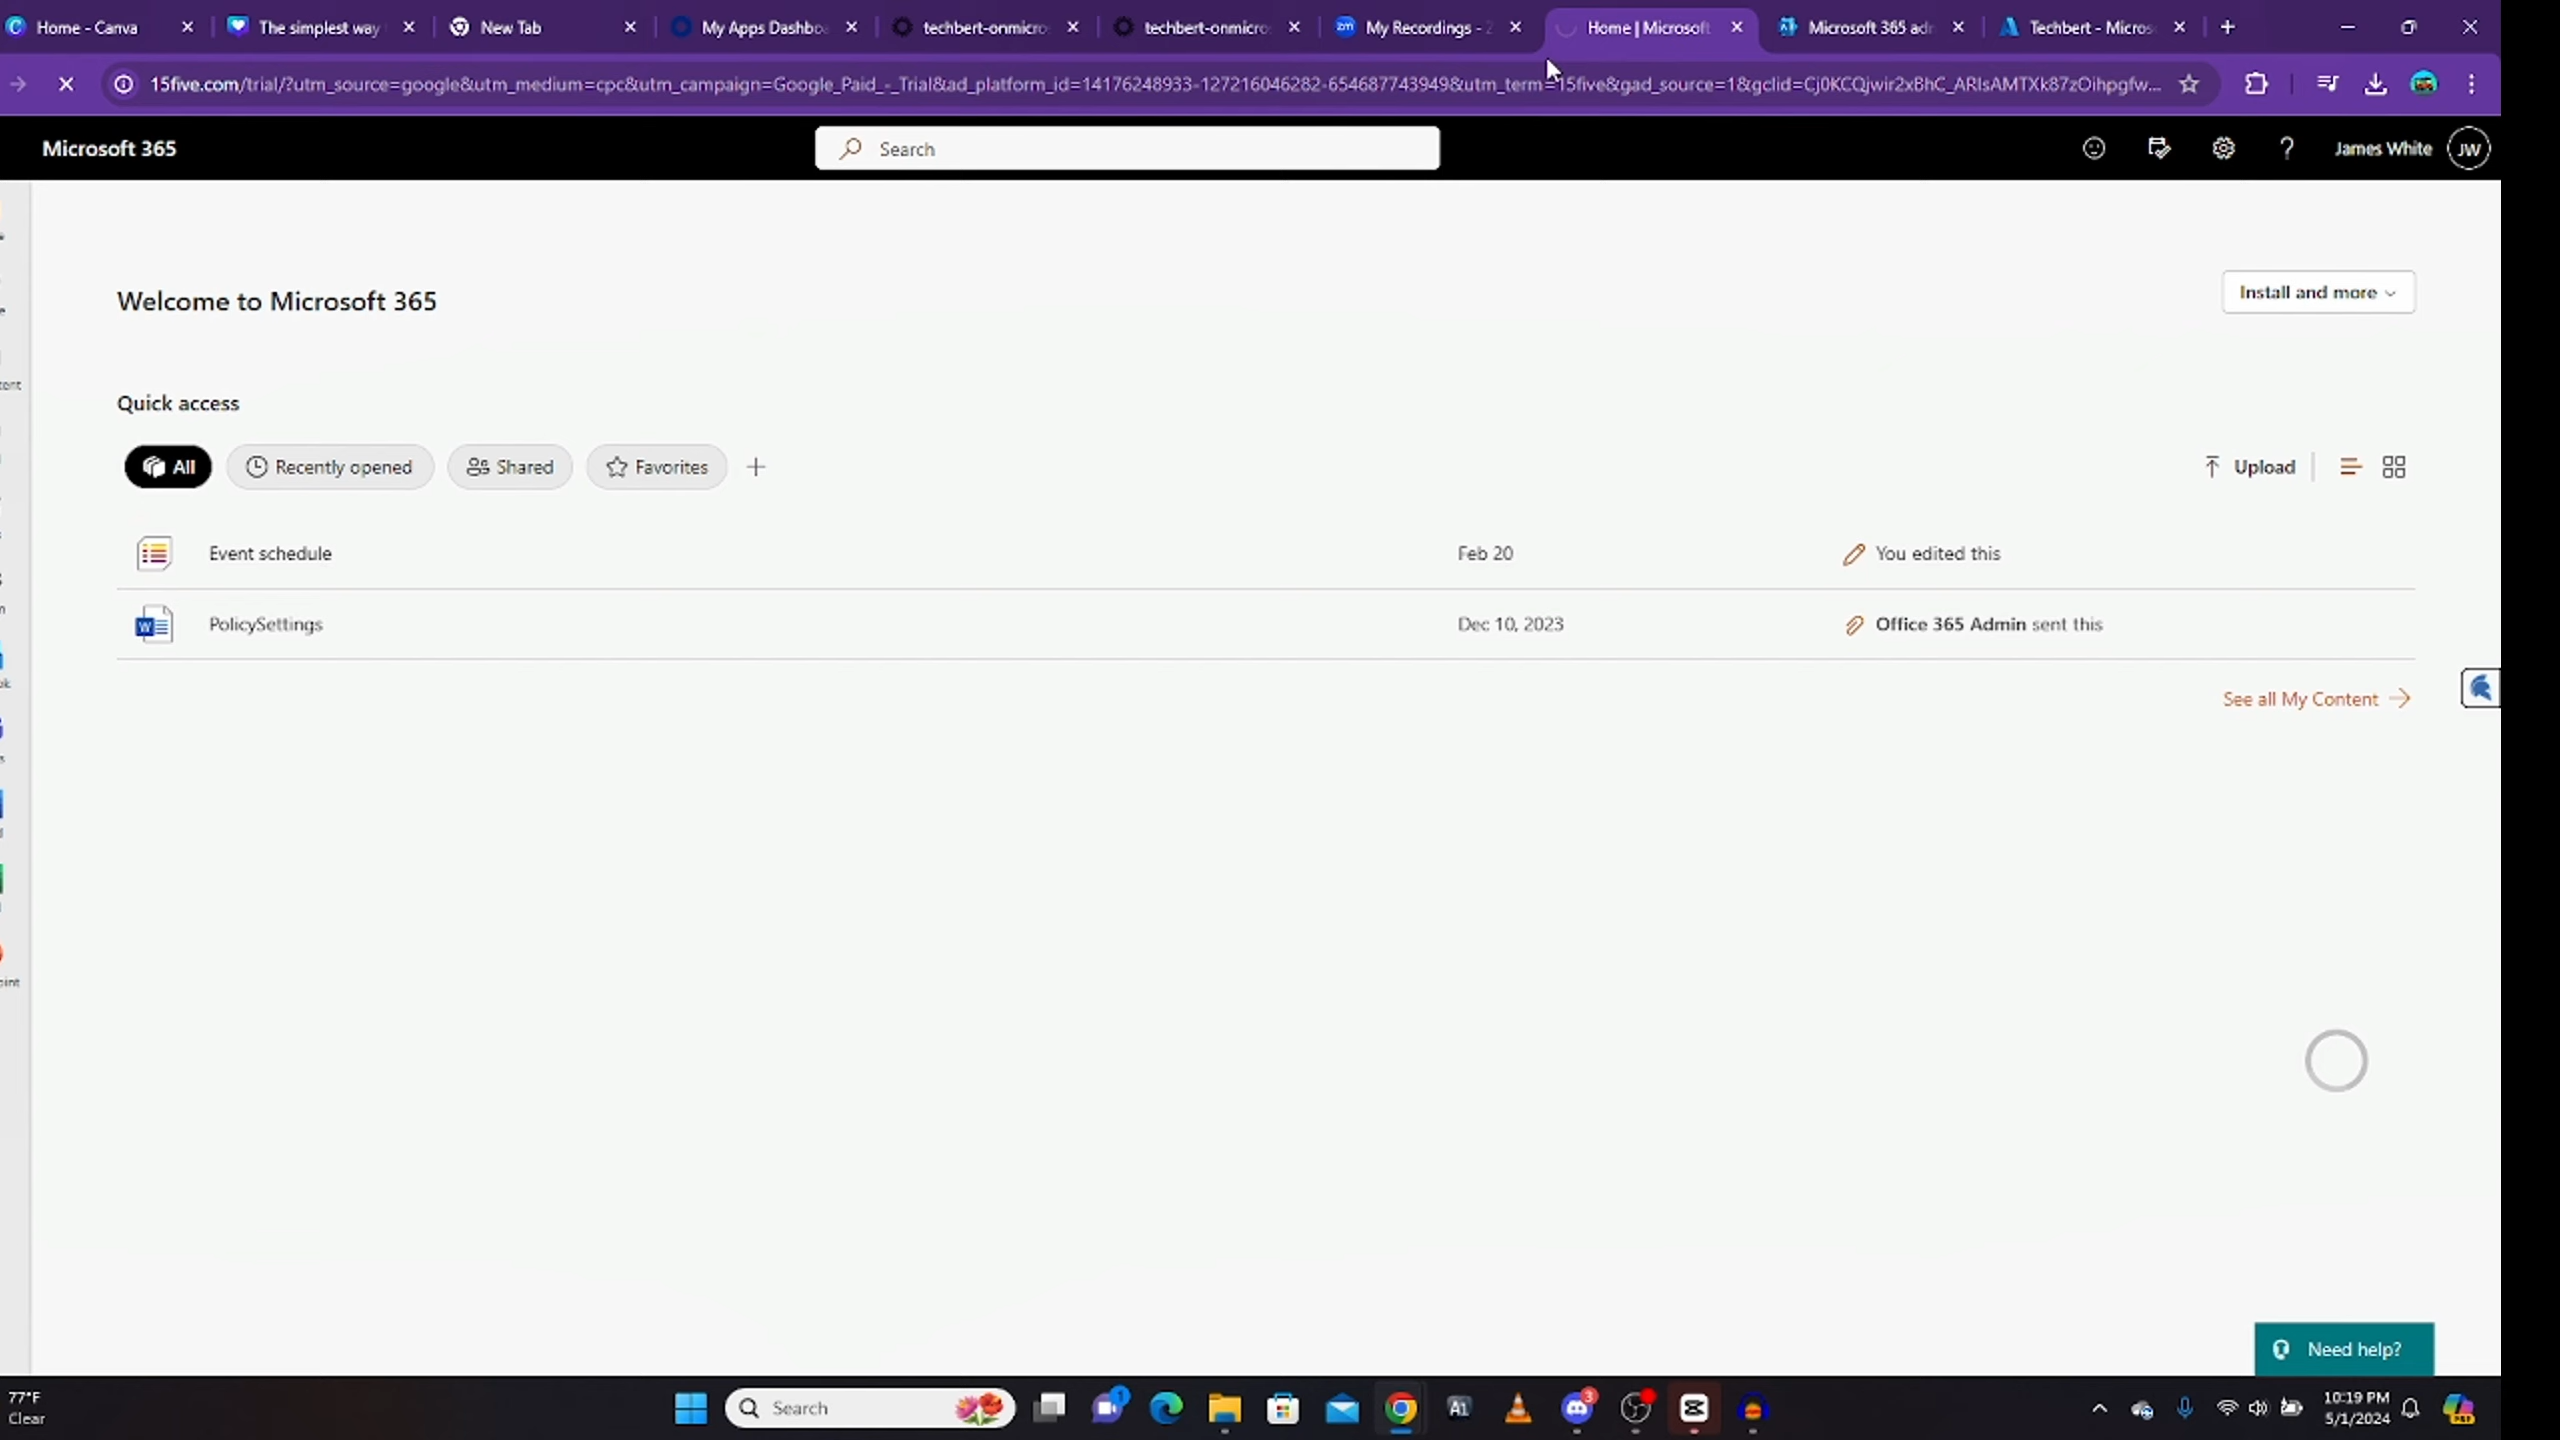 Home - Canva
The simplest way
New Tab
My Apps Dashbo
techbert-onmicro
techbert-onmicro
My Recordings - 2
Home | Microsoft
Microsoft 365 adm
Techbert - Micros
15five.com/trial/?utm_source=google&utm_medium=cpc&utm_campaign=Google_Paid_-_Trial&ad_platform_id=14176248933-127216046282-654687743949&utm_term=15five&gad_source=1&gclid=Cj0KCQjwir2xBhC_ARIsAMTXk87zOihpgfw...
Microsoft 365
Search
James White
JW
Welcome to Microsoft 365
Install and more
Quick access
All
Recently opened
Shared
Favorites
Upload
Event schedule
Feb 20
You edited this
PolicySettings
Dec 10, 2023
Office 365 Admin sent this
See all My Content
Need help?
77°F
Clear
Search
10:19 PM
5/1/2024